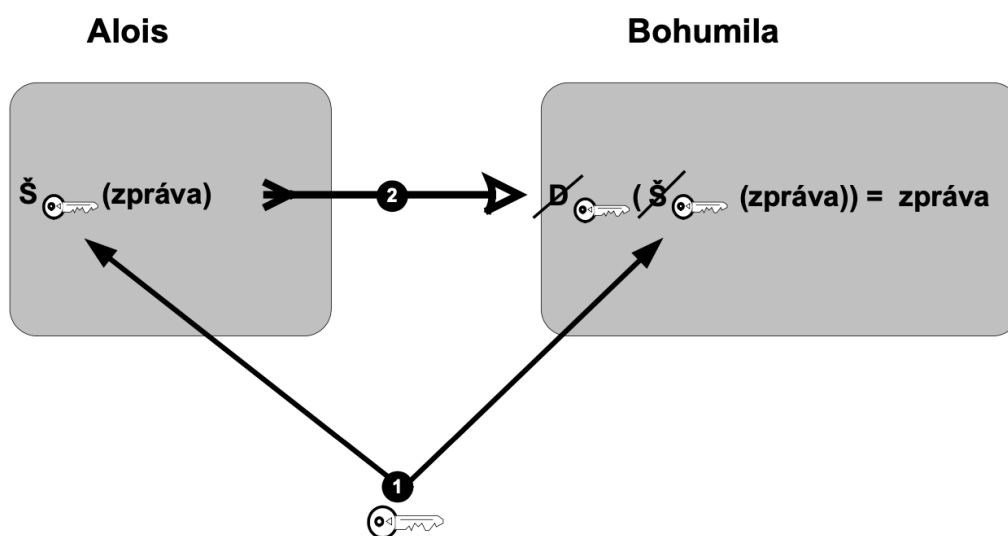 Alois
Bohumila
Š (zpráva)
2
D ( Š (zpráva)) = zpráva
1